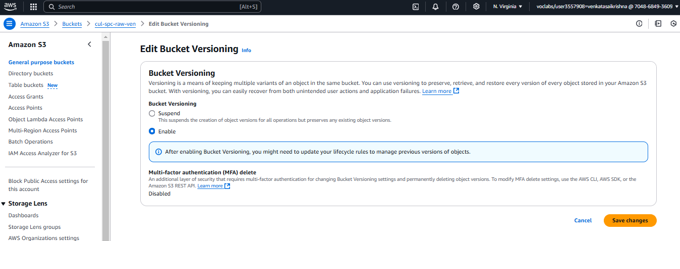 aws
Search
[Alt+S]
N. Virginia
voclabs/user3557908=venkatasaikrishna @ 7048-6849-3609
Amazon S3 > Buckets > cui-spc-raw-ven > Edit Bucket Versioning
Amazon S3
General purpose buckets
Directory buckets
Table buckets New
Access Grants
Access Points
Object Lambda Access Points
Multi-Region Access Points
Batch Operations
IAM Access Analyzer for S3
Block Public Access settings for
this account
Storage Lens
Dashboards
Storage Lens groups
AWS Organizations settings
Edit Bucket Versioning Info
Bucket Versioning
Versioning is a means of keeping multiple variants of an object in the same bucket. You can use versioning to preserve, retrieve, and restore every version of every object stored in your Amazon S3
bucket. With versioning, you can easily recover from both unintended user actions and application failures. Learn more
Bucket Versioning
Suspend
This suspends the creation of object versions for all operations but preserves any existing object versions.
Enable
After enabling Bucket Versioning, you might need to update your lifecycle rules to manage previous versions of objects.
Multi-factor authentication (MFA) delete
An additional layer of security that requires multi-factor authentication for changing Bucket Versioning settings and permanently deleting object versions. To modify MFA delete settings, use the AWS CLI, AWS SDK, or the
Amazon S3 REST API. Learn more
Disabled
Cancel
Save changes